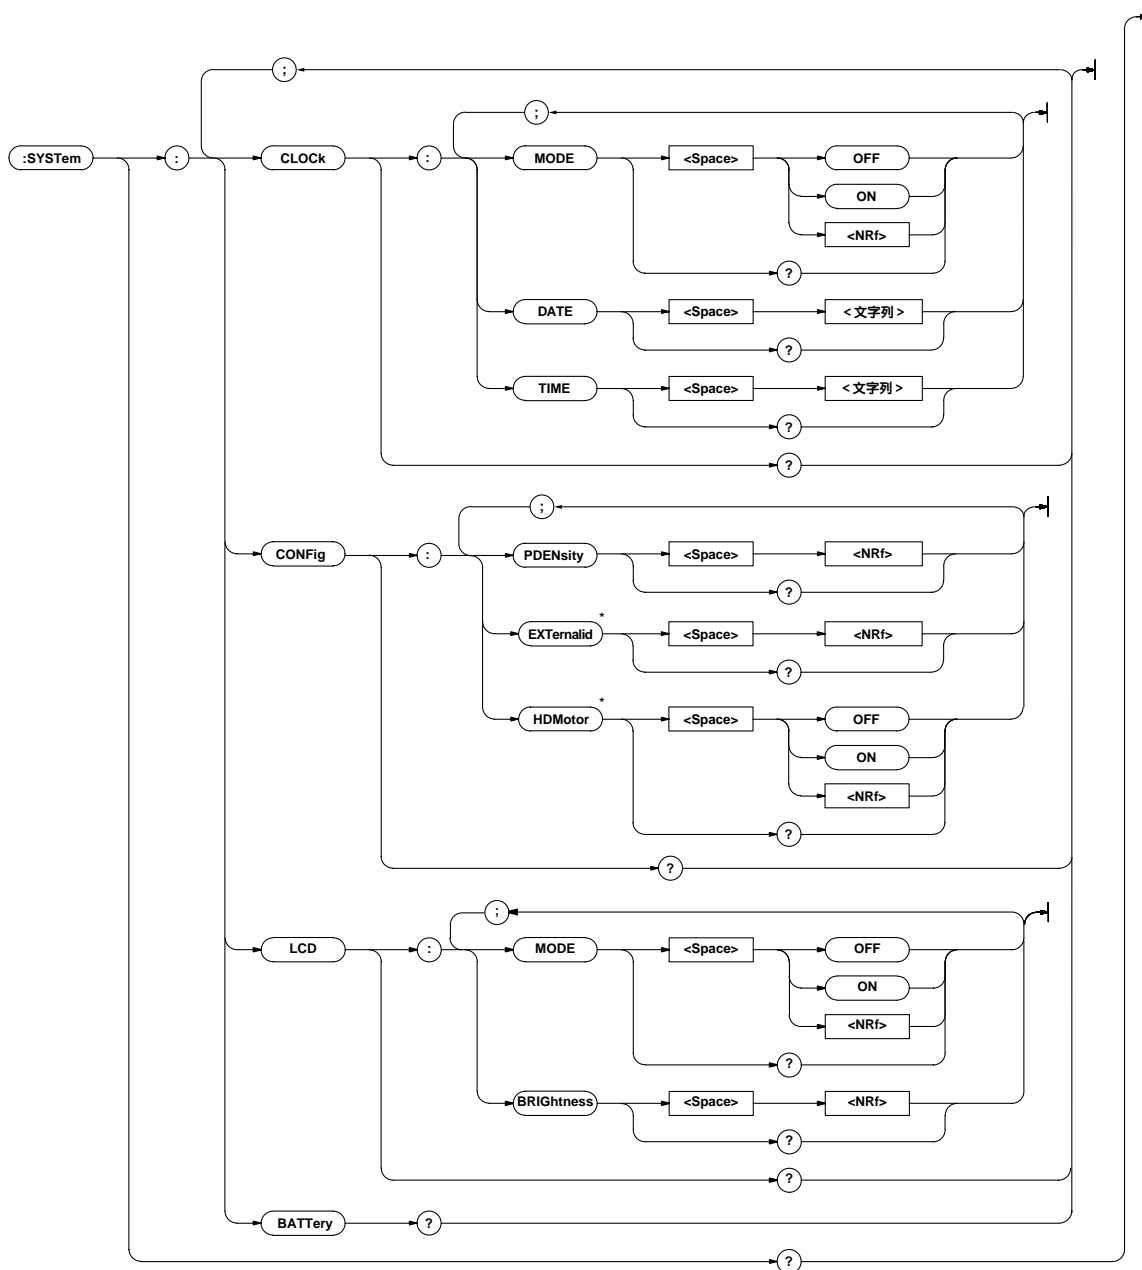 ;
;
:SYSTem : CLOCk : MODE <Space> OFF
ON
<NRf>
?
DATE <Space> <文字列>
?
TIME <Space> <文字列>
?
?
;
CONFig : PDENsity <Space> <NRf>
?
EXTernalid * <Space> <NRf>
?
HDMotor * <Space> OFF
ON
<NRf>
?
?
;
LCD : MODE <Space> OFF
ON
<NRf>
?
BRIGhtness <Space> <NRf>
?
?
BATTery ?
?